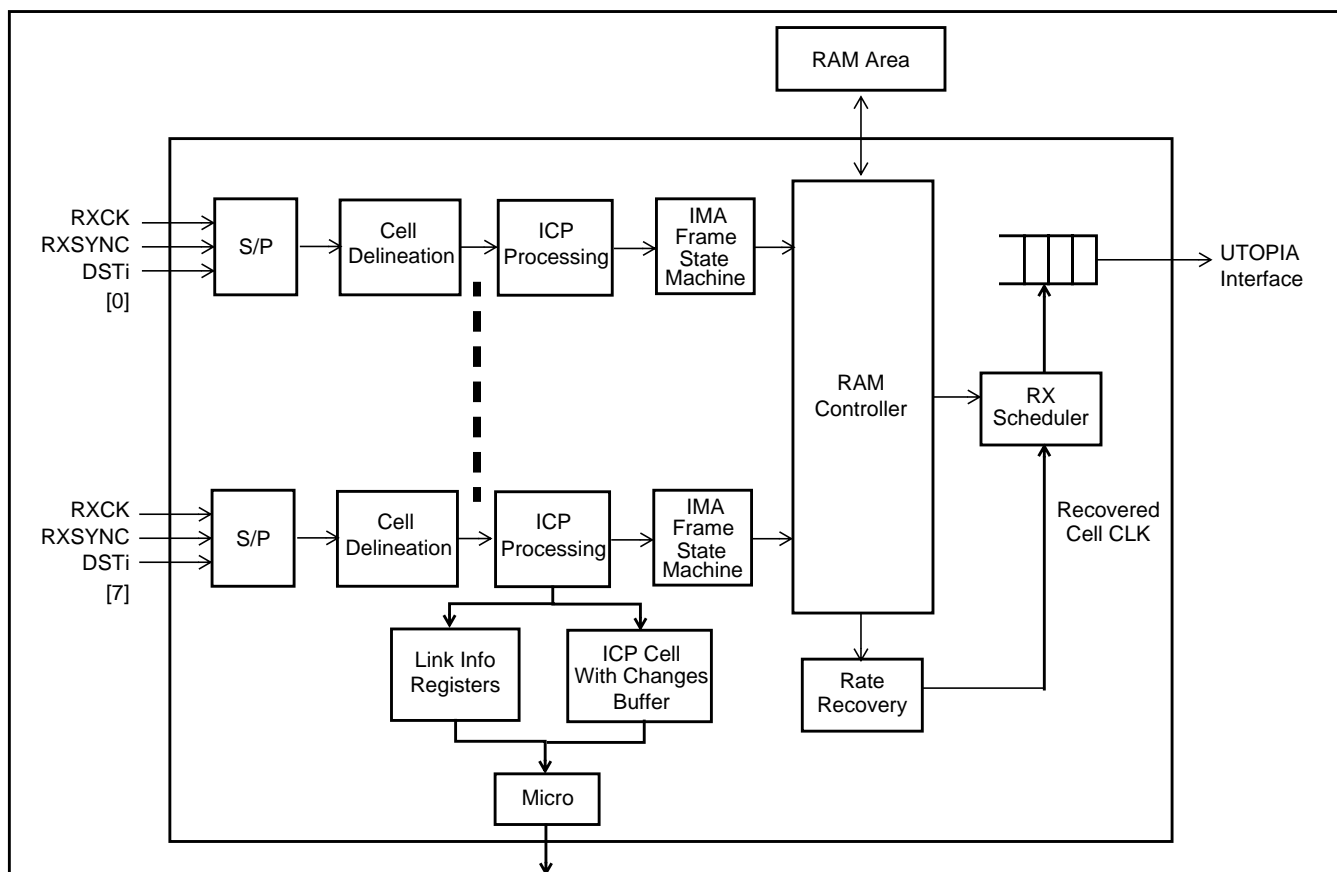 RAM Area
RXCK
RXSYNC
DSTi
[0]
S/P
Cell
Delineation
ICP
Processing
IMA
Frame
State
Machine
RAM
Controller
UTOPIA
Interface
RX
Scheduler
RXCK
RXSYNC
DSTi
[7]
S/P
Cell
Delineation
ICP
Processing
IMA
Frame
State
Machine
Recovered
Cell CLK
Link Info
Registers
ICP Cell
With Changes
Buffer
Rate
Recovery
Micro